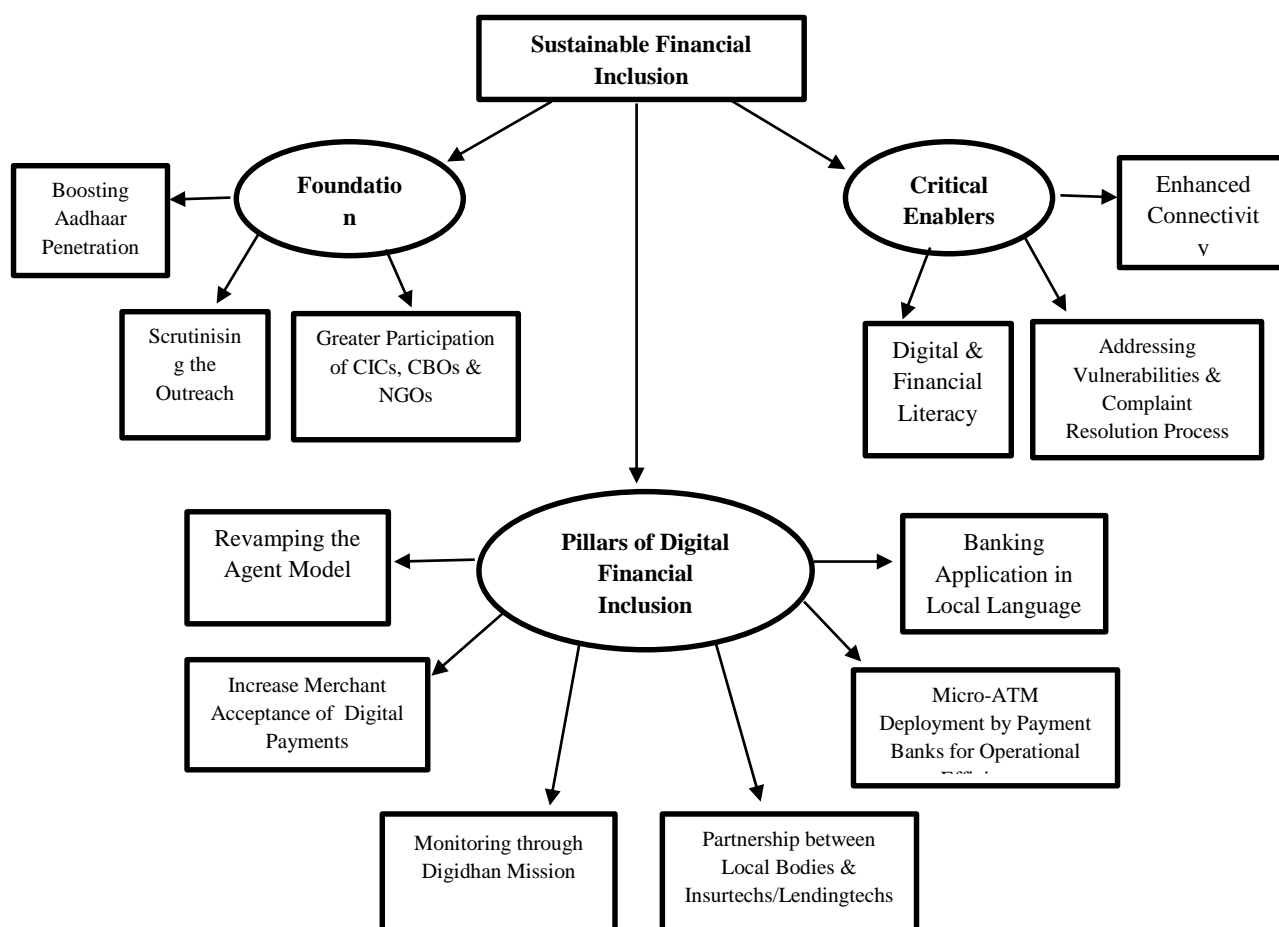 Sustainable Financial
Inclusion
Foundatio
n
Critical
Enablers
Boosting
Aadhaar
Penetration
Enhanced
Connectivit
y
Scrutinisin
g the
Outreach
Greater Participation
of CICs, CBOs &
NGOs
Digital &
Financial
Literacy
Addressing
Vulnerabilities &
Complaint
Resolution Process
Pillars of Digital
Financial
Inclusion
Revamping the
Agent Model
Banking
Application in
Local Language
Increase Merchant
Acceptance of Digital
Payments
Micro-ATM
Deployment by Payment
Banks for Operational
Monitoring through
Digidhan Mission
Partnership between
Local Bodies &
Insurtechs/Lendingtechs